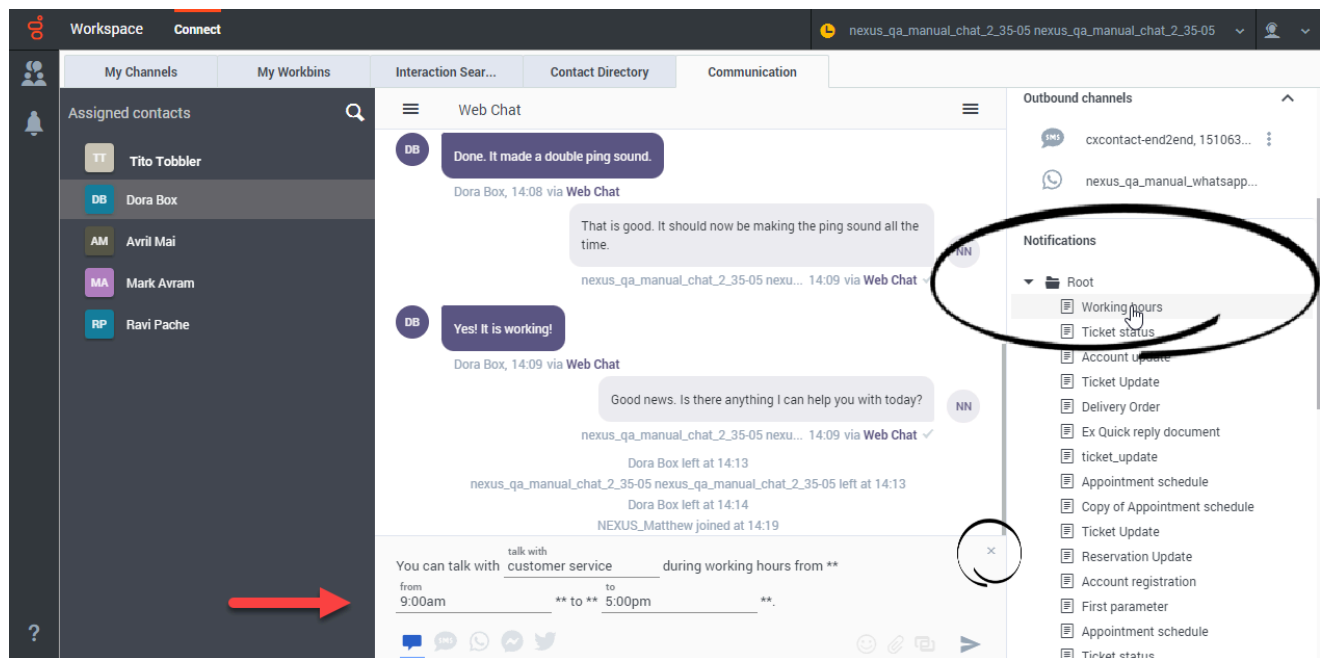 Workspace
Connect
nexus_qa_manual_chat_2_35-05 nexus_qa_manual_chat_2_35-05
My Channels
My Workbins
Interaction Sear...
Contact Directory
Communication
Assigned contacts
TT
Tito Tobbler
DB
Dora Box
AM
Avril Mai
MA
Mark Avram
RP
Ravi Pache
?
Web Chat
DB
Done. It made a double ping sound.
Dora Box, 14:08 via Web Chat
That is good. It should now be making the ping sound all the
time.
NN
nexus_qa_manual_chat_2_35-05 nexu... 14:09 via Web Chat
DB
Yes! It is working!
Dora Box, 14:09 via Web Chat
Good news. Is there anything I can help you with today?
NN
nexus_qa_manual_chat_2_35-05 nexu... 14:09 via Web Chat
Dora Box left at 14:13
nexus_qa_manual_chat_2_35-05 nexus_qa_manual_chat_2_35-05 left at 14:13
Dora Box left at 14:14
NEXUS_Matthew joined at 14:19
talk with
You can talk with customer service during working hours from **
from to
9:00am ** to ** 5:00pm **.
SMS
Outbound channels
SMS
cxcontact-end2end, 151063...
nexus_qa_manual_whatsapp...
Notifications
Root
Working hours
Ticket status
Account update
Ticket Update
Delivery Order
Ex Quick reply document
ticket_update
Appointment schedule
Copy of Appointment schedule
Ticket Update
Reservation Update
Account registration
First parameter
Appointment schedule
Ticket status